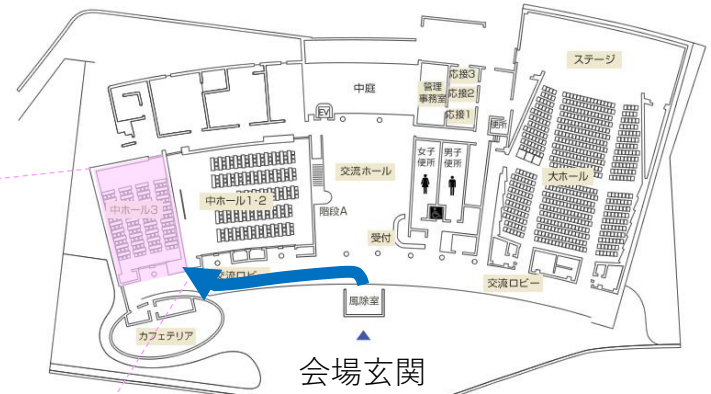 ステージ
応接3
中庭
管理
事務室
応接2
EV
応接1
便所
女子
便所
男子
便所
交流ホール
大ホール
中ホール1・2
中ホール3
階段A
受付
交流ロビー
交流ロビー
風除室
カフェテリア
会場玄関